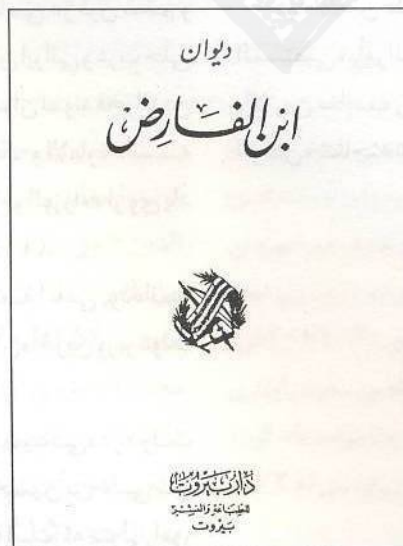 ديوان
ابن الفارض
دار بيروت
للطباعة والنشر
بيروت